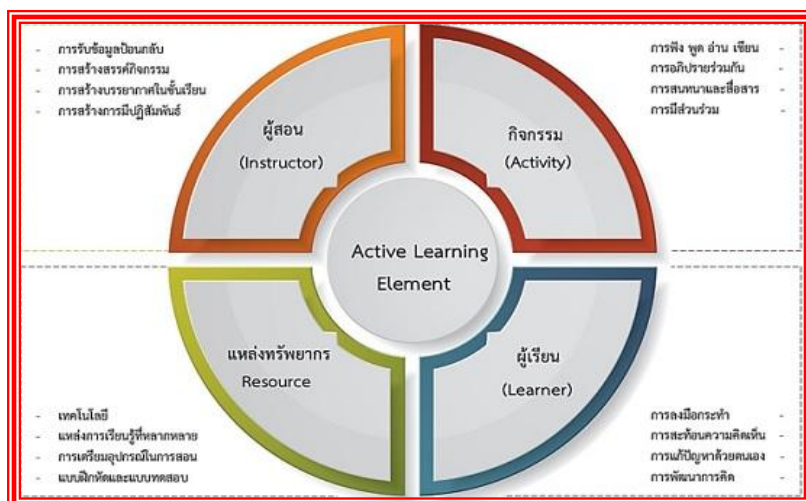 - การรับข้อมูลป้อนกลับ
- การสร้างสรรค์กิจกรรม
- การสร้างบรรยากาศในชั้นเรียน
- การสร้างการมีปฏิสัมพันธ์
ผู้สอน
(Instructor)
การฟัง พูด อ่าน เขียน -
การอภิปรายร่วมกัน -
การสนทนาและสื่อสาร -
การมีส่วนร่วม -
กิจกรรม
(Activity)
Active Learning
Element
แหล่งทรัพยากร
Resource
- เทคโนโลยี
- แหล่งการเรียนรู้ที่หลากหลาย
- การเตรียมอุปกรณ์ในการสอน
- แบบฝึกหัดและแบบทดสอบ
ผู้เรียน
(Learner)
การลงมือกระทำ -
การสะท้อนความคิดเห็น -
การแก้ปัญหาด้วยตนเอง -
การพัฒนาการคิด -